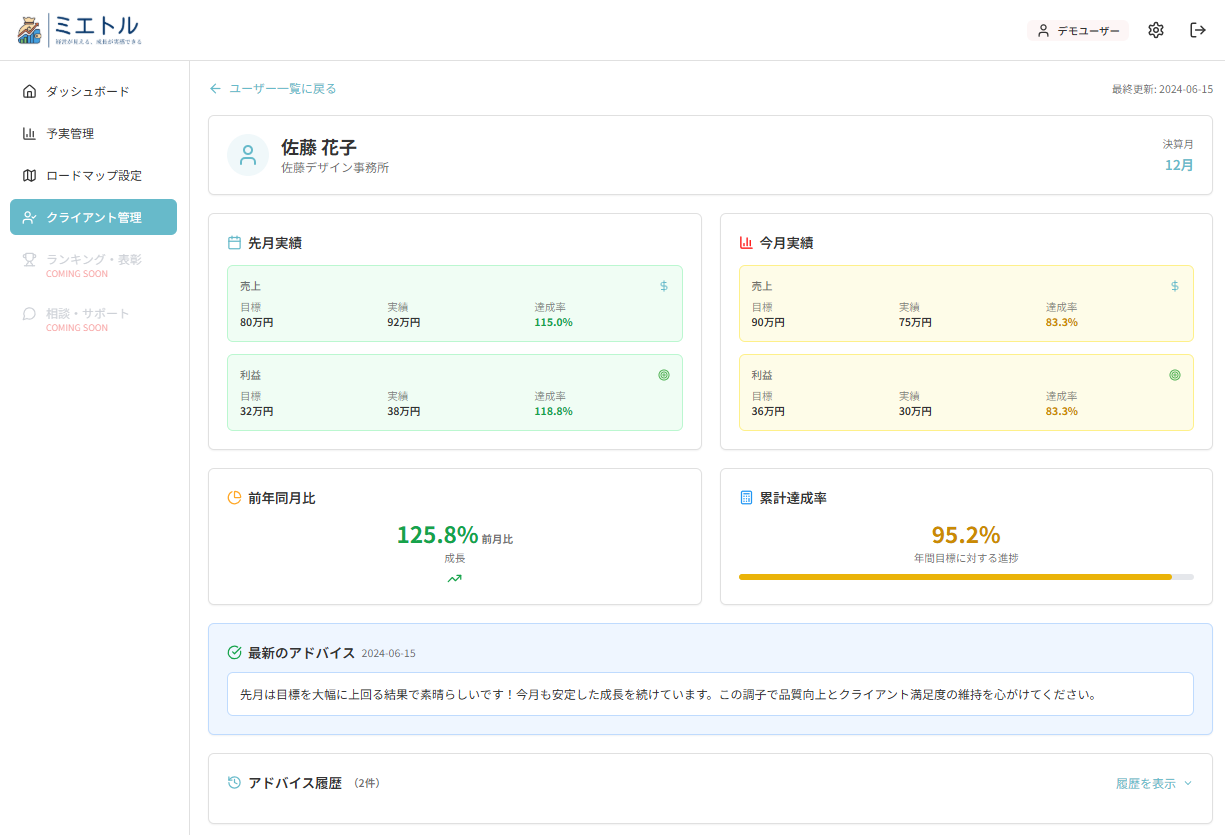 ミエトル
経営が見える、成長が実感できる
デモユーザー
ダッシュボード
予実管理
ロードマップ設定
クライアント管理
ランキング・表彰
COMING SOON
相談・サポート
COMING SOON
ユーザー一覧に戻る
最終更新: 2024-06-15
佐藤 花子
佐藤デザイン事務所
決算月
12月
先月実績
売上
目標 実績 達成率
80万円 92万円 115.0%
利益
目標 実績 達成率
32万円 38万円 118.8%
今月実績
売上
目標 実績 達成率
90万円 75万円 83.3%
利益
目標 実績 達成率
36万円 30万円 83.3%
前年同月比
125.8% 前月比
成長
累計達成率
95.2%
年間目標に対する進捗
最新のアドバイス 2024-06-15
先月は目標を大幅に上回る結果で素晴らしいです！今月も安定した成長を続けています。この調子で品質向上とクライアント満足度の維持を心がけてください。
アドバイス履歴 （2件）
履歴を表示